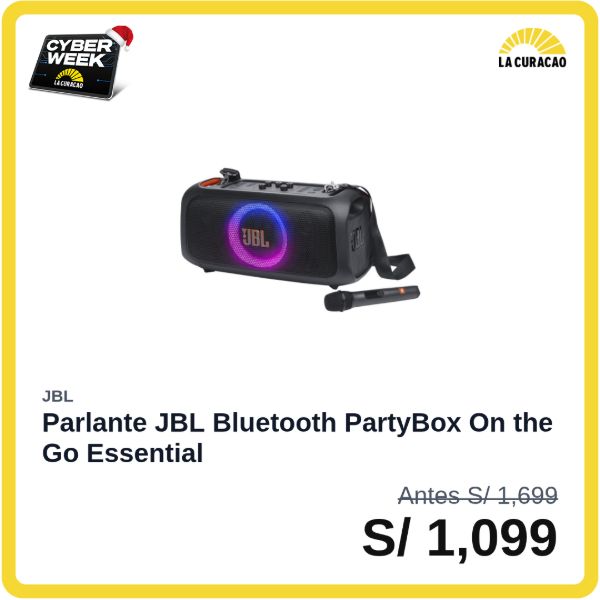 CYBER
WEEK
LA CURACAO
LA CURACAO
JBL
JBL
JBL
Parlante JBL Bluetooth PartyBox On the
Go Essential
Antes S/ 1,699
S/ 1,099